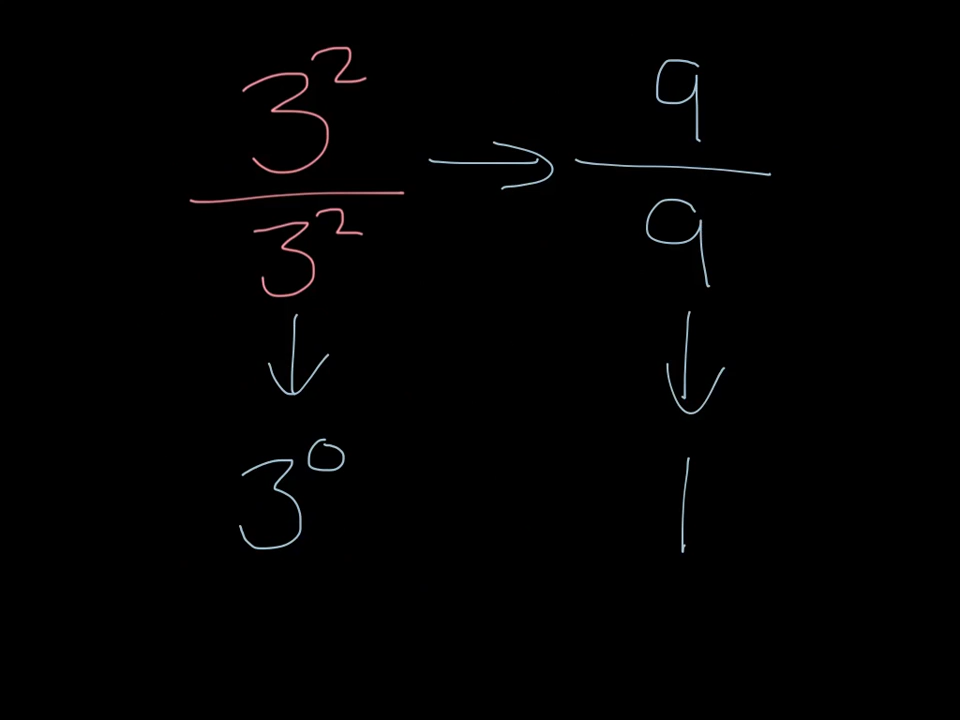 3² → 9
3² 9
↓ ↓
3⁰ 1